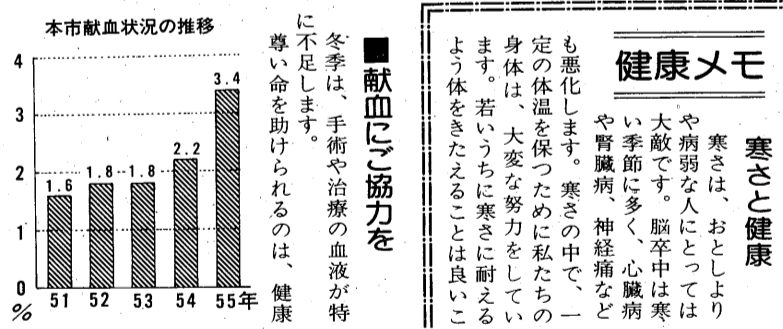 健康メモ
寒さと健康
寒さは、おとしより
や病弱な人にとっては
大敵です。脳卒中は寒
い季節に多く、心臓病
や腎臓病、神経痛など
も悪化します。寒さの中で、一
定の体温を保つために私たちの
身体は、大変な努力をしてい
ます。若いうちに寒さに耐える
よう体をきたえることは良いこ
■献血にご協力を
冬季は、手術や治療の血液が特
に不足します。
尊い命を助けられるのは、健康
本市献血状況の推移
4
3
2
1
0
%
1.6
1.8
1.8
2.2
3.4
51
52
53
54
55年